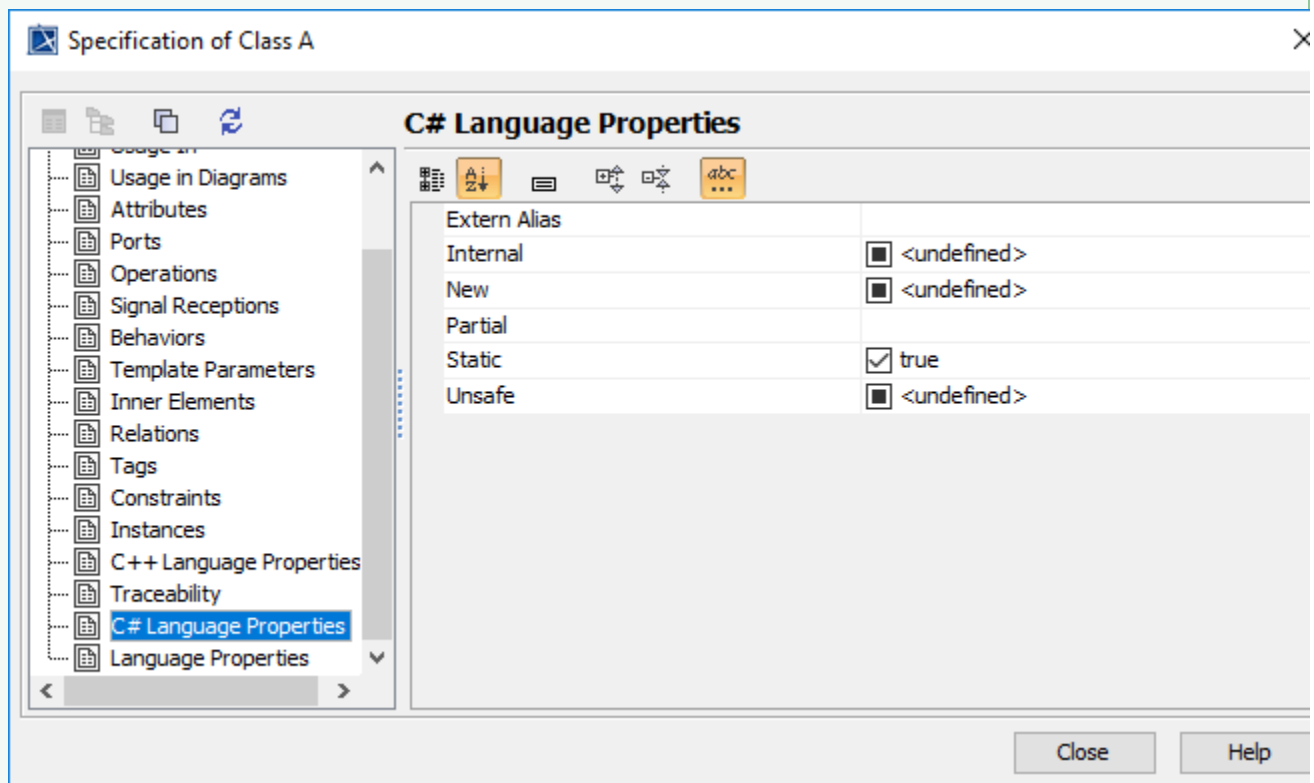 Specification of Class A
C# Language Properties
Usage in Diagrams
Attributes
Ports
Operations
Signal Receptions
Behaviors
Template Parameters
Inner Elements
Relations
Tags
Constraints
Instances
C++ Language Properties
Traceability
C# Language Properties
Language Properties
abc
Extern Alias
Internal <undefined>
New <undefined>
Partial
Static true
Unsafe <undefined>
Close Help